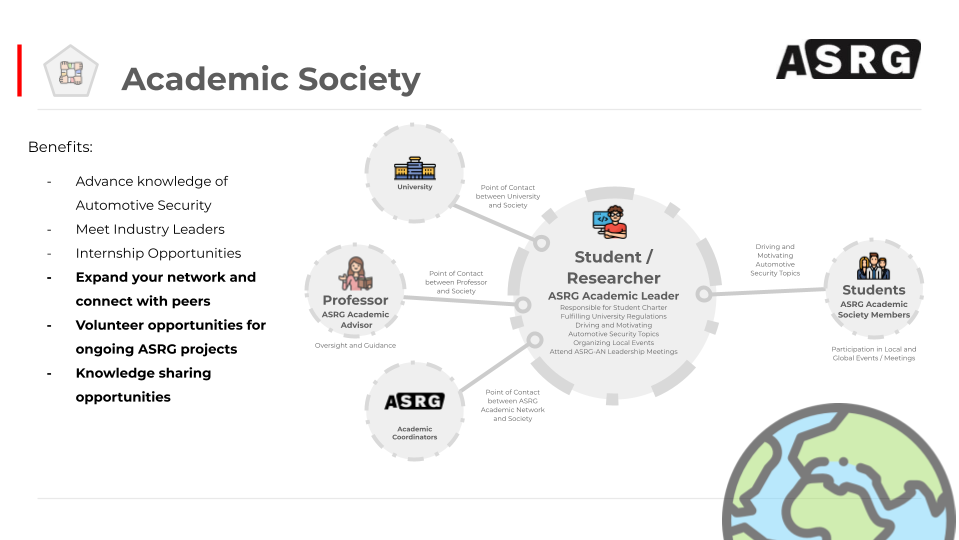 Academic Society
ASRG
Benefits:
- Advance knowledge of
Automotive Security
- Meet Industry Leaders
- Internship Opportunities
- Expand your network and
connect with peers
- Volunteer opportunities for
ongoing ASRG projects
- Knowledge sharing
opportunities
University
Point of Contact
between University
and Society
Professor
ASRG Academic
Advisor
Oversight and Guidance
Point of Contact
between Professor
and Society
ASRG
Academic
Coordinators
Point of Contact
between ASRG
Academic Network
and Society
Student /
Researcher
ASRG Academic Leader
Responsible for Student Charter
Fulfilling University Regulations
Driving and Motivating
Automotive Security Topics
Organizing Local Events
Attend ASRG-AN Leadership Meetings
Driving and
Motivating
Automotive
Security Topics
Students
ASRG Academic
Society Members
Participation in Local and
Global Events / Meetings